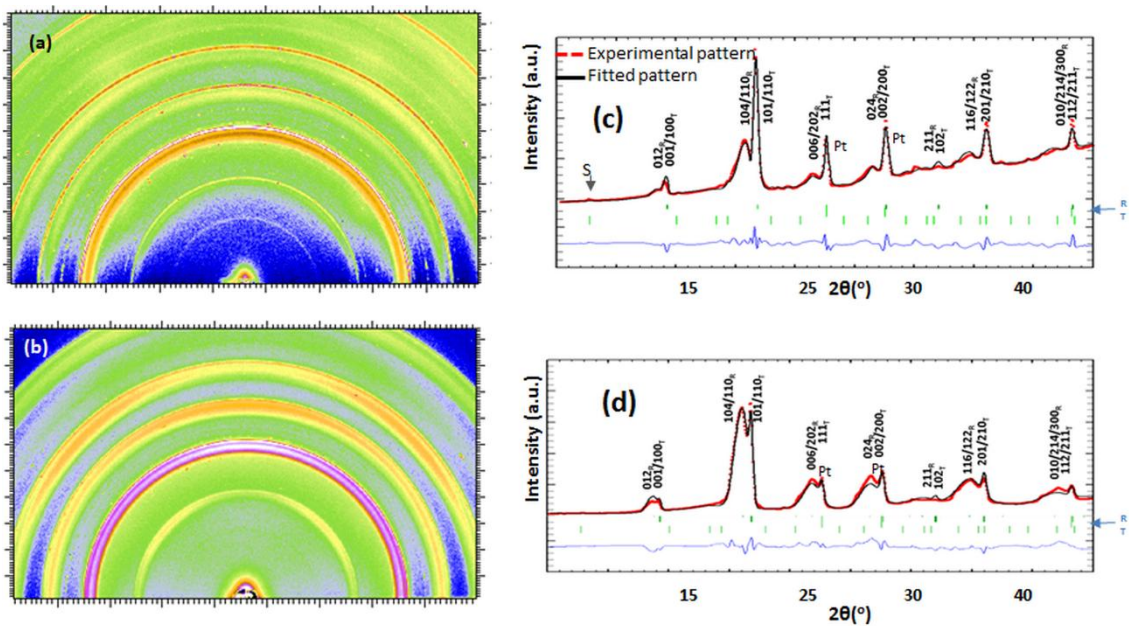 (a)
(b)
Experimental pattern
Fitted pattern
(c)
Intensity (a.u.)
S
012R
001/100T
104/110R
101/110T
006/202R
111T
Pt
024R
002/200T
Pt
211R
102T
116/122R
201/210T
010/214/300R
112/211T
R
T
15
25
2θ(°)
30
40
(d)
Intensity (a.u.)
012R
001/100T
104/110R
101/110T
006/202R
111T
Pt
024R
002/200T
Pt
211R
102T
116/122R
201/210T
010/214/300R
112/211T
R
T
15
25
30
40
2θ(°)